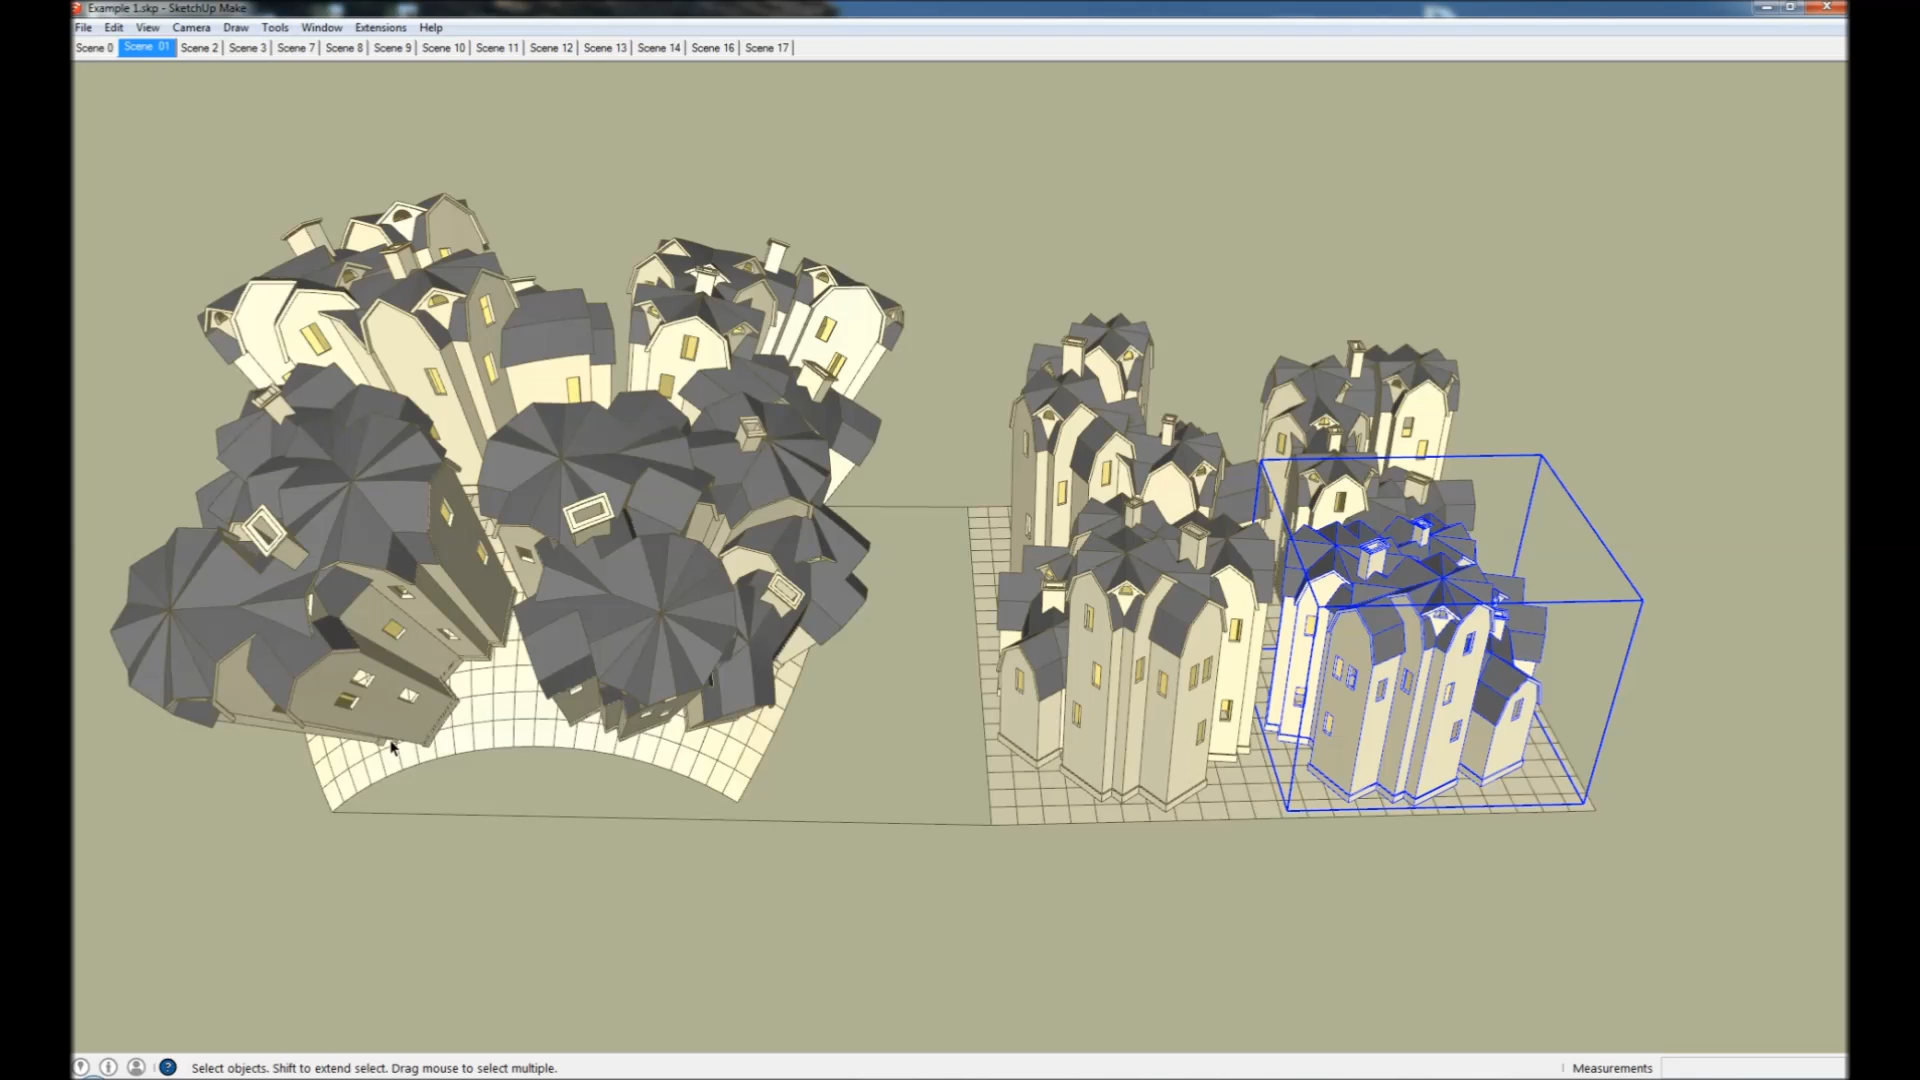 Example 1.skp - SketchUp Make
File Edit View Camera Draw Tools Window Extensions Help
Scene 0 Scene 01 Scene 2 Scene 3 Scene 7 Scene 8 Scene 9 Scene 10 Scene 11 Scene 12 Scene 13 Scene 14 Scene 16 Scene 17
Select objects. Shift to extend select. Drag mouse to select multiple. Measurements